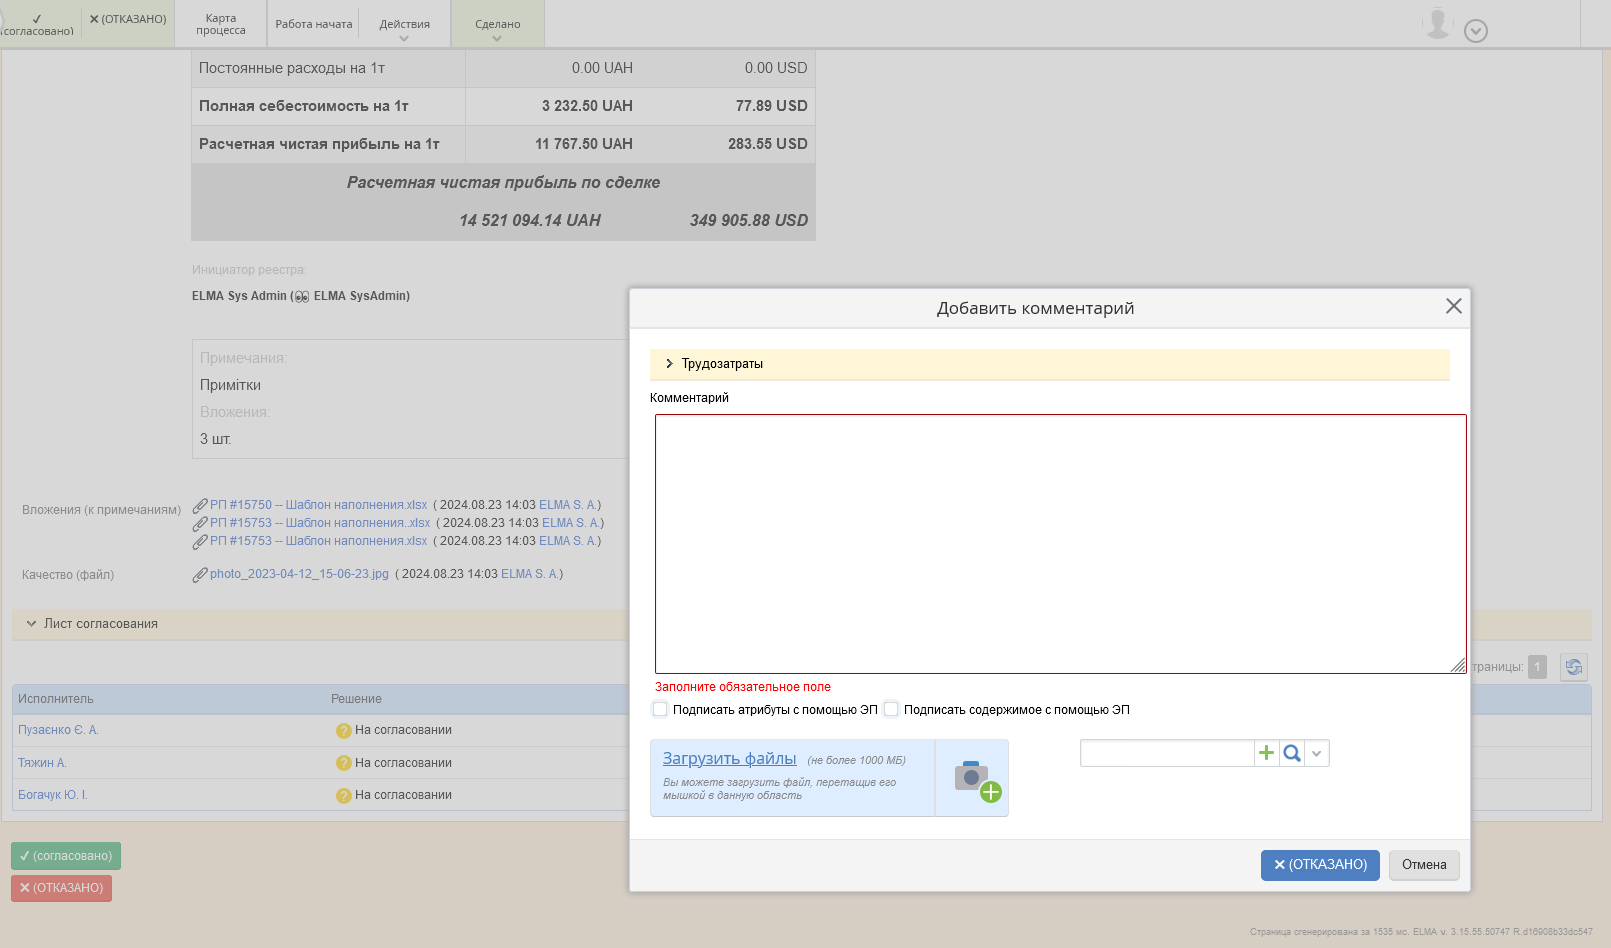 ✓
(согласовано)
✕ (ОТКАЗАНО)
Карта
процесса
Работа начата
Действия
Сделано
Постоянные расходы на 1т 0.00 UAH 0.00 USD
Полная себестоимость на 1т 3 232.50 UAH 77.89 USD
Расчетная чистая прибыль на 1т 11 767.50 UAH 283.55 USD
Расчетная чистая прибыль по сделке
14 521 094.14 UAH 349 905.88 USD
Инициатор реестра:
ELMA Sys Admin (👀 ELMA SysAdmin)
Примечания:
Примітки
Вложения:
3 шт.
Вложения (к примечаниям)
РП #15750 -- Шаблон наполнения.xlsx ( 2024.08.23 14:03 ELMA S. A.)
РП #15753 -- Шаблон наполнения..xlsx ( 2024.08.23 14:03 ELMA S. A.)
РП #15753 -- Шаблон наполнения.xlsx ( 2024.08.23 14:03 ELMA S. A.)
Качество (файл)
photo_2023-04-12_15-06-23.jpg ( 2024.08.23 14:03 ELMA S. A.)
Лист согласования
траницы: 1
Исполнитель Решение
Пузаєнко Є. А. ? На согласовании
Тяжин А. ? На согласовании
Богачук Ю. І. ? На согласовании
✓ (согласовано)
✕ (ОТКАЗАНО)
Добавить комментарий
Трудозатраты
Комментарий
Заполните обязательное поле
Подписать атрибуты с помощью ЭП Подписать содержимое с помощью ЭП
Загрузить файлы (не более 1000 МБ)
Вы можете загрузить файл, перетащив его
мышкой в данную область
✕ (ОТКАЗАНО) Отмена
Страница сгенерирована за 1535 мс. ELMA v. 3.15.55.50747 R.d16908b33dc547